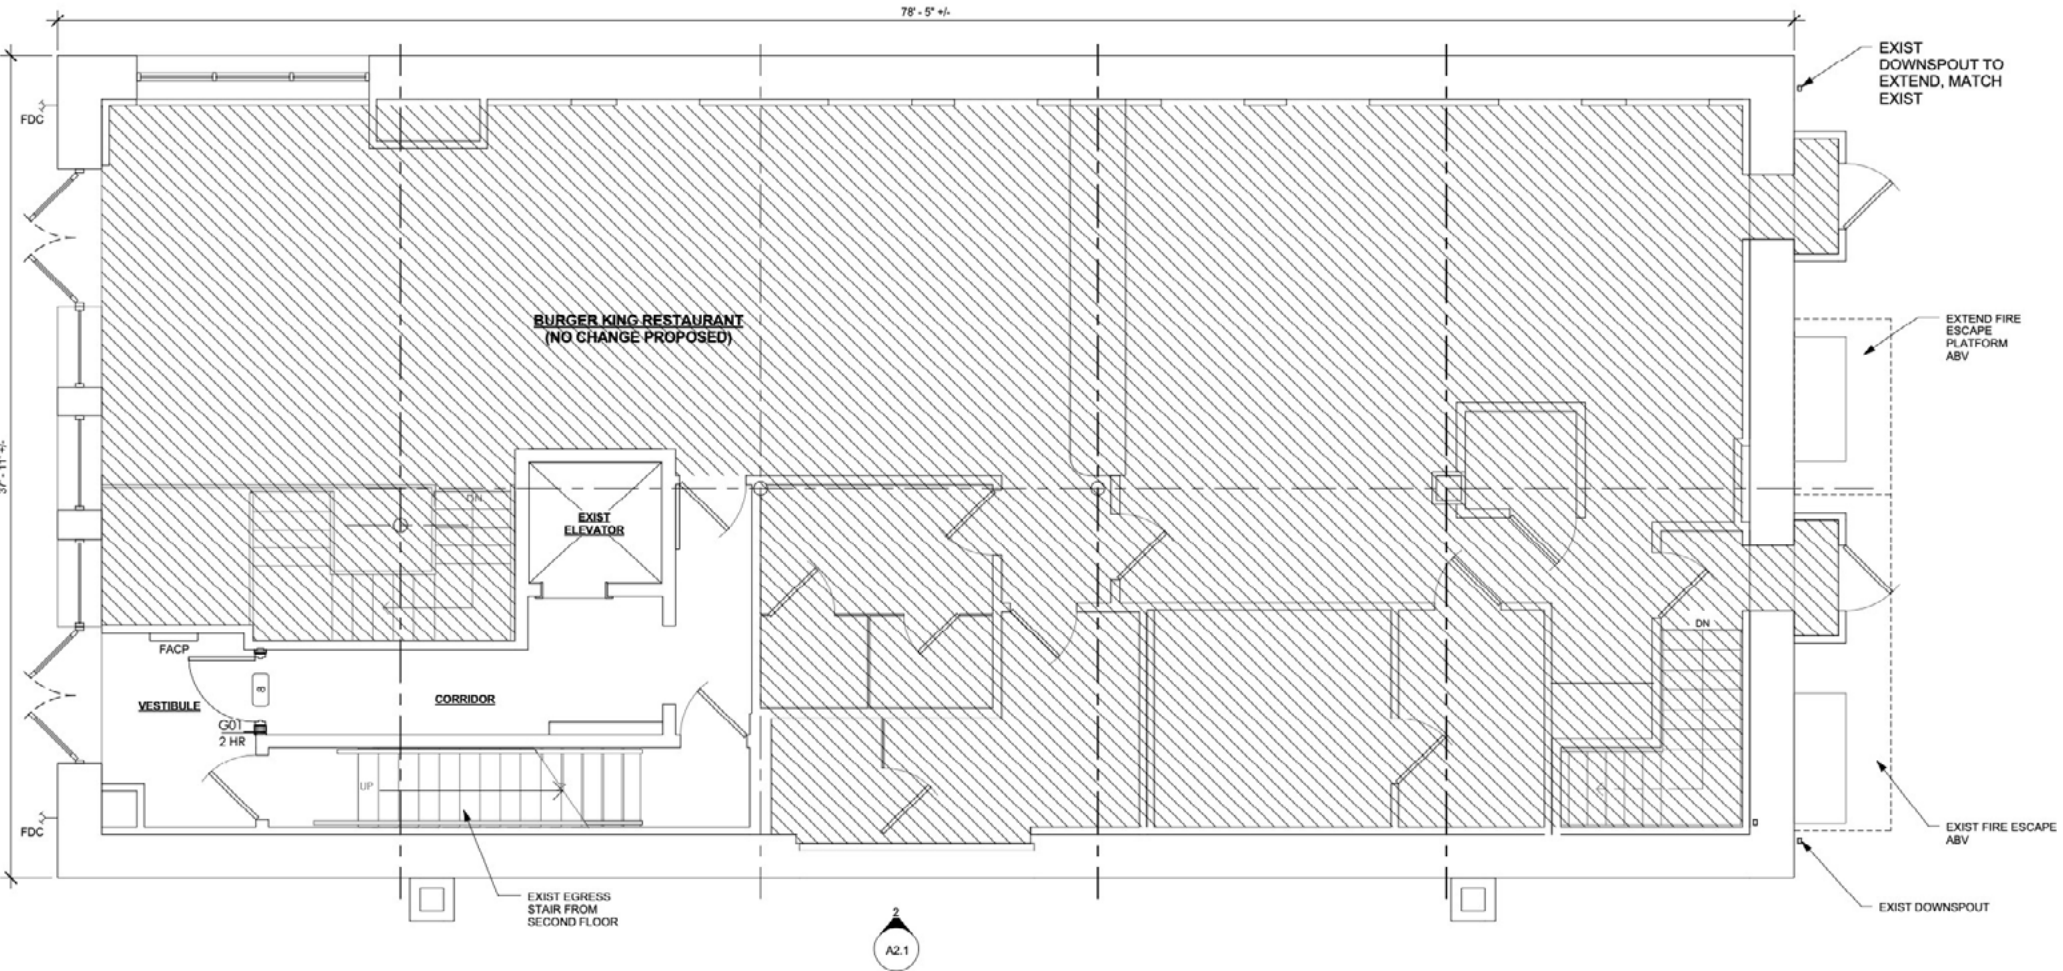 78' - 5" +/-
EXIST
DOWNSPOUT TO
EXTEND, MATCH
EXIST
FDC
BURGER KING RESTAURANT
(NO CHANGE PROPOSED)
EXTEND FIRE
ESCAPE
PLATFORM
ABV
37' - 11" +/-
DN
EXIST
ELEVATOR
DN
FACP
VESTIBULE
8
CORRIDOR
G01
2 HR
UP
FDC
EXIST FIRE ESCAPE
ABV
EXIST EGRESS
STAIR FROM
SECOND FLOOR
EXIST DOWNSPOUT
2
A2.1